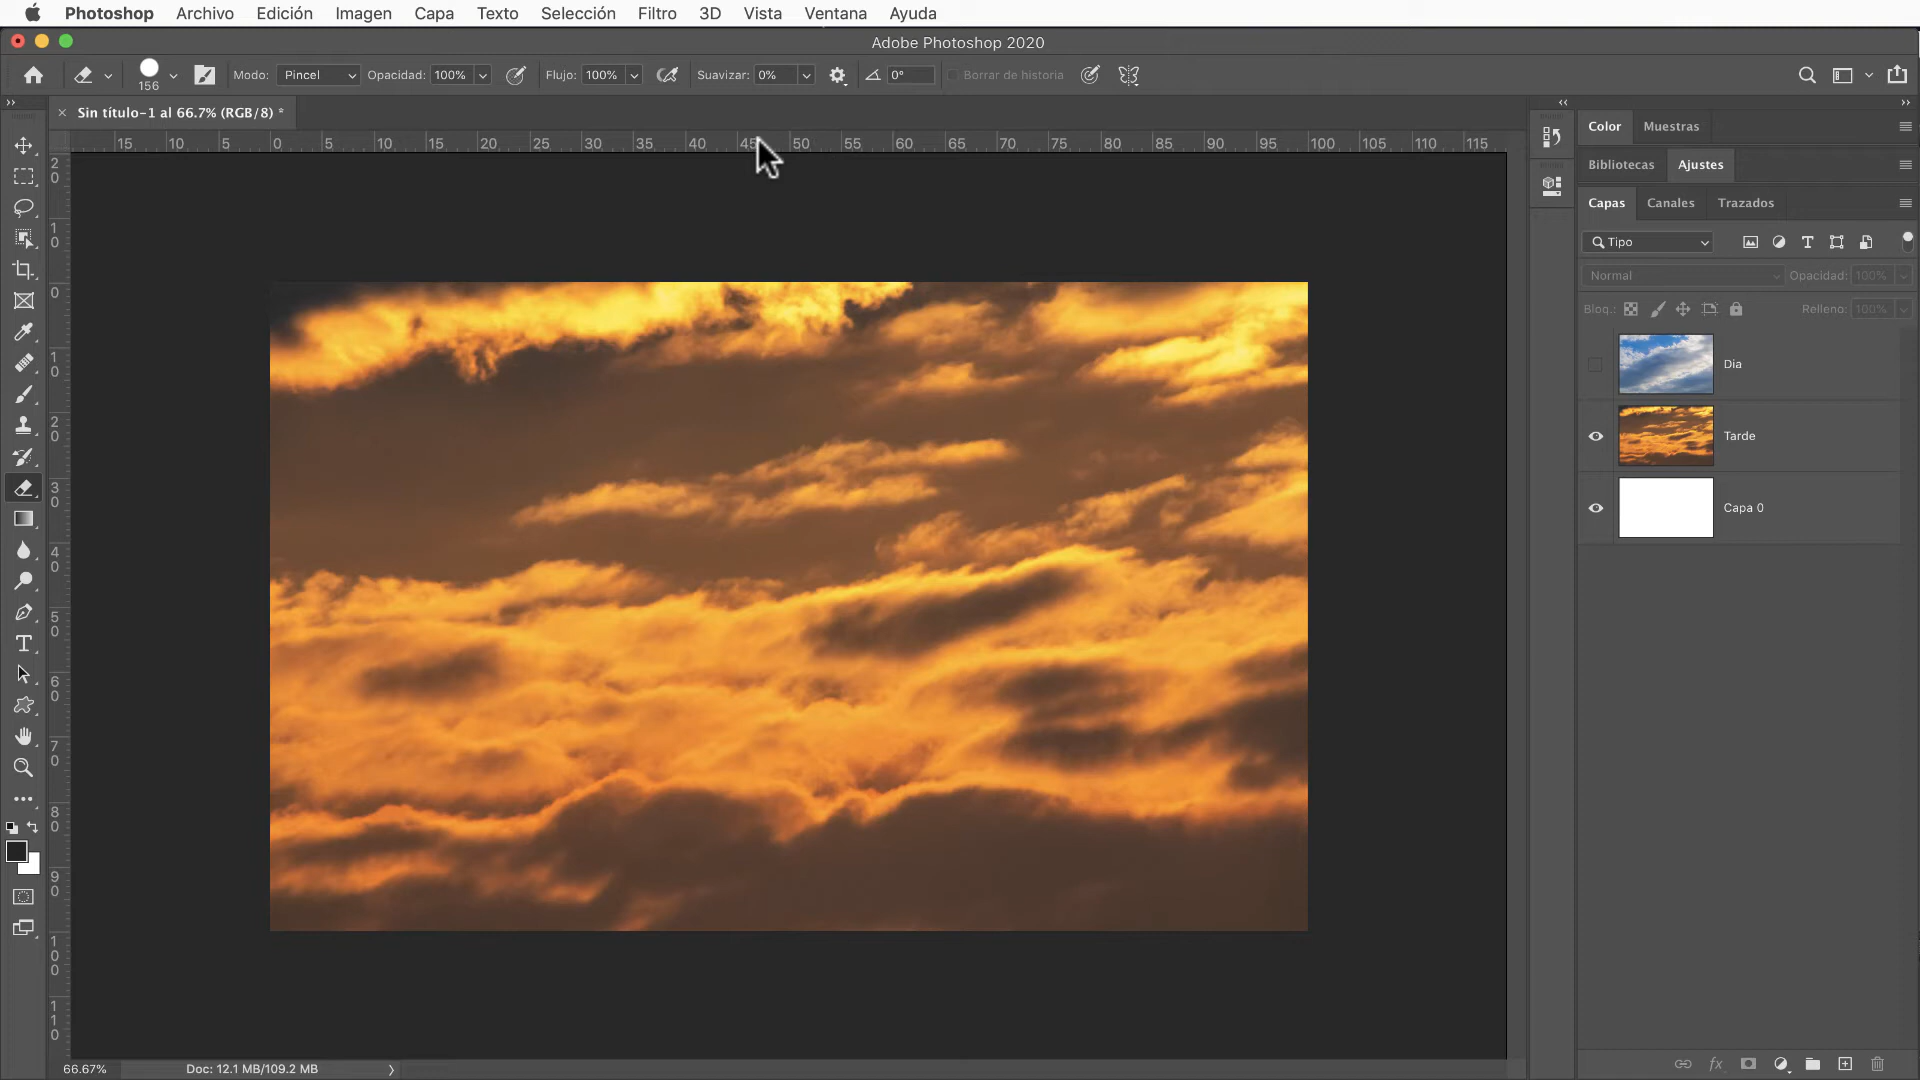 Photoshop Archivo Edición Imagen Capa Texto Selección Filtro 3D Vista Ventana Ayuda
Adobe Photoshop 2020
156 Modo: Pincel Opacidad: 100% Flujo: 100% Suavizar: 0% 0° Borrar de historia
Sin título-1 al 66.7% (RGB/8) *
15 10 5 0 5 10 15 20 25 30 35 40 45 50 55 60 65 70 75 80 85 90 95 100 105 110 115
20
10
0
10
20
30
40
50
60
70
80
90
100
110
Color Muestras
Bibliotecas Ajustes
Capas Canales Trazados
Tipo
Normal Opacidad: 100%
Bloq.: Relleno: 100%
Dia
Tarde
Capa 0
fx
66.67% Doc: 12.1 MB/109.2 MB